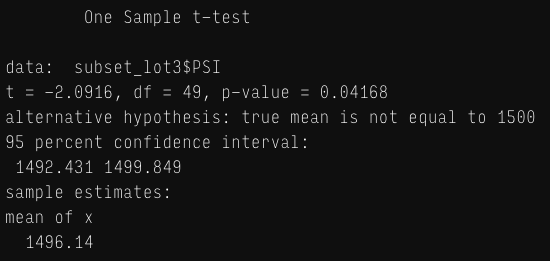 One Sample t-test
data:  subset_lot3$PSI
t = -2.0916, df = 49, p-value = 0.04168
alternative hypothesis: true mean is not equal to 1500
95 percent confidence interval:
1492.431 1499.849
sample estimates:
mean of x
1496.14